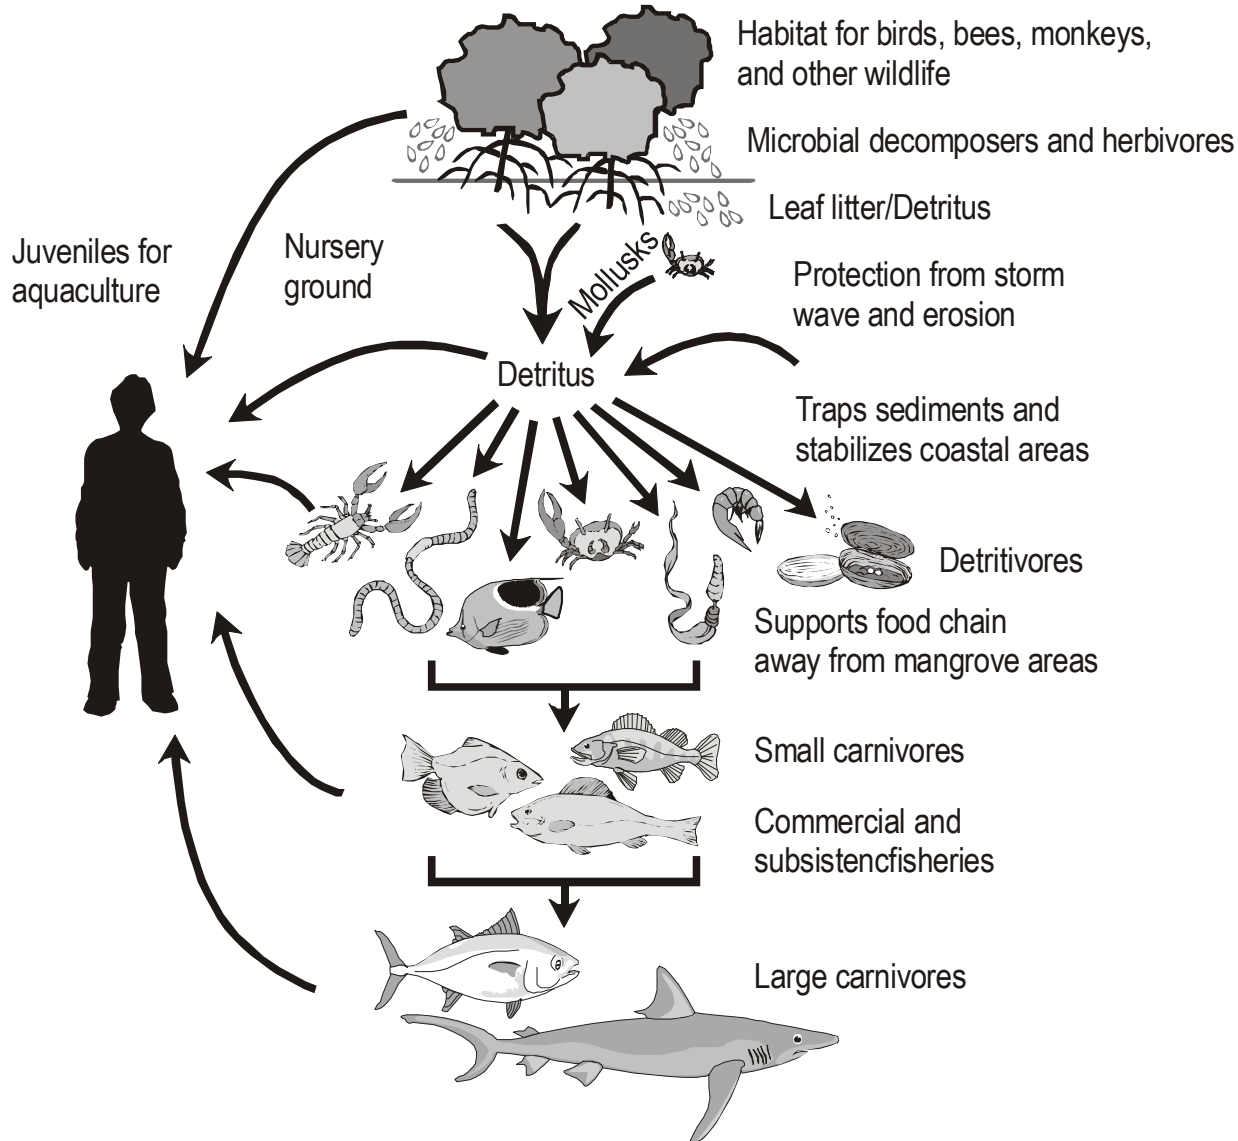 Habitat for birds, bees, monkeys,
and other wildlife
Microbial decomposers and herbivores
Leaf litter/Detritus
Juveniles for
aquaculture
Nursery
ground
Mollusks
Protection from storm
wave and erosion
Detritus
Traps sediments and
stabilizes coastal areas
Detritivores
Supports food chain
away from mangrove areas
Small carnivores
Commercial and
subsistencfisheries
Large carnivores